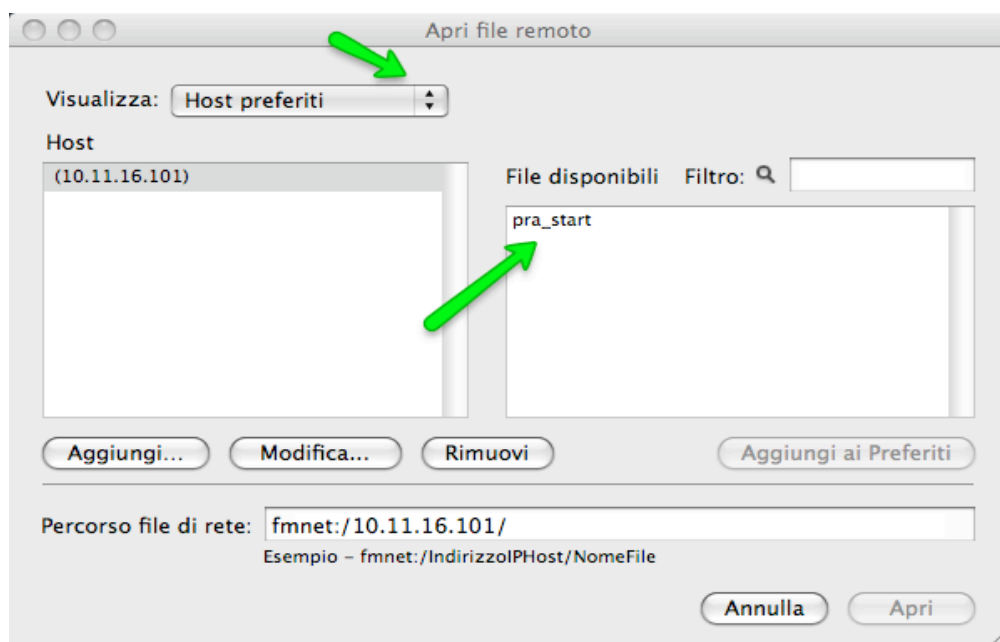 Apri file remoto
Visualizza: Host preferiti
Host
(10.11.16.101)
File disponibili Filtro:
pra_start
Aggiungi... Modifica... Rimuovi Aggiungi ai Preferiti
Percorso file di rete: fmnet:/10.11.16.101/
Esempio – fmnet:/IndirizzoIPHost/NomeFile
Annulla Apri